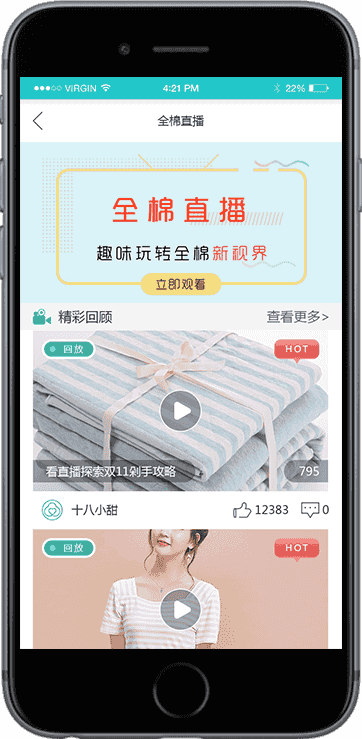 VIRGIN 4:21 PM 22%
全棉直播
全棉直播
趣味玩转全棉新视界
立即观看
精彩回顾 查看更多>
回放 HOT
看直播探索双11剁手攻略 795
十八小甜 12383 0
回放 HOT